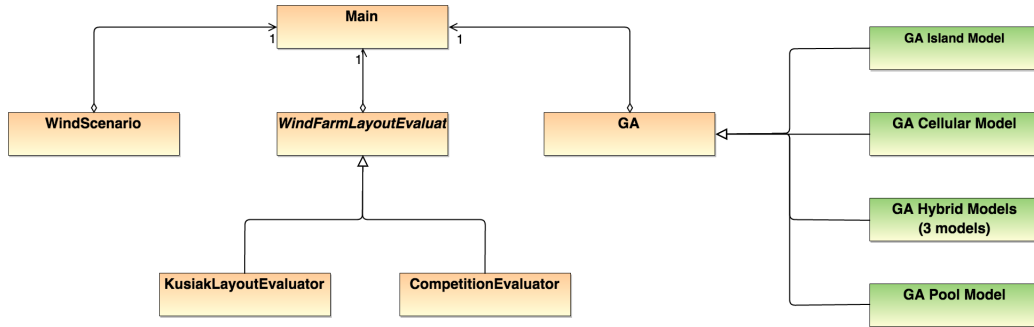 Main
1
1
1
GA Island Model
WindScenario
WindFarmLayoutEvaluat
GA
GA Cellular Model
GA Hybrid Models
(3 models)
KusiakLayoutEvaluator
CompetitionEvaluator
GA Pool Model